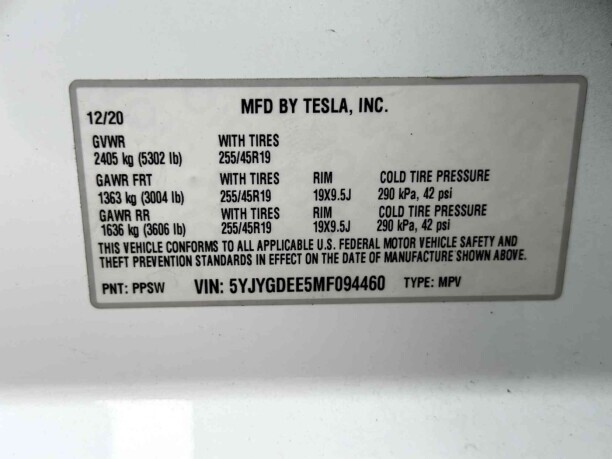 MFD BY TESLA, INC.
12/20
GVWR WITH TIRES
2405 kg (5302 lb) 255/45R19
GAWR FRT WITH TIRES RIM COLD TIRE PRESSURE
1363 kg (3004 lb) 255/45R19 19X9.5J 290 kPa, 42 psi
GAWR RR WITH TIRES RIM COLD TIRE PRESSURE
1636 kg (3606 lb) 255/45R19 19X9.5J 290 kPa, 42 psi
THIS VEHICLE CONFORMS TO ALL APPLICABLE U.S. FEDERAL MOTOR VEHICLE SAFETY AND
THEFT PREVENTION STANDARDS IN EFFECT ON THE DATE OF MANUFACTURE SHOWN ABOVE.
PNT: PPSW VIN: 5YJYGDEE5MF094460 TYPE: MPV